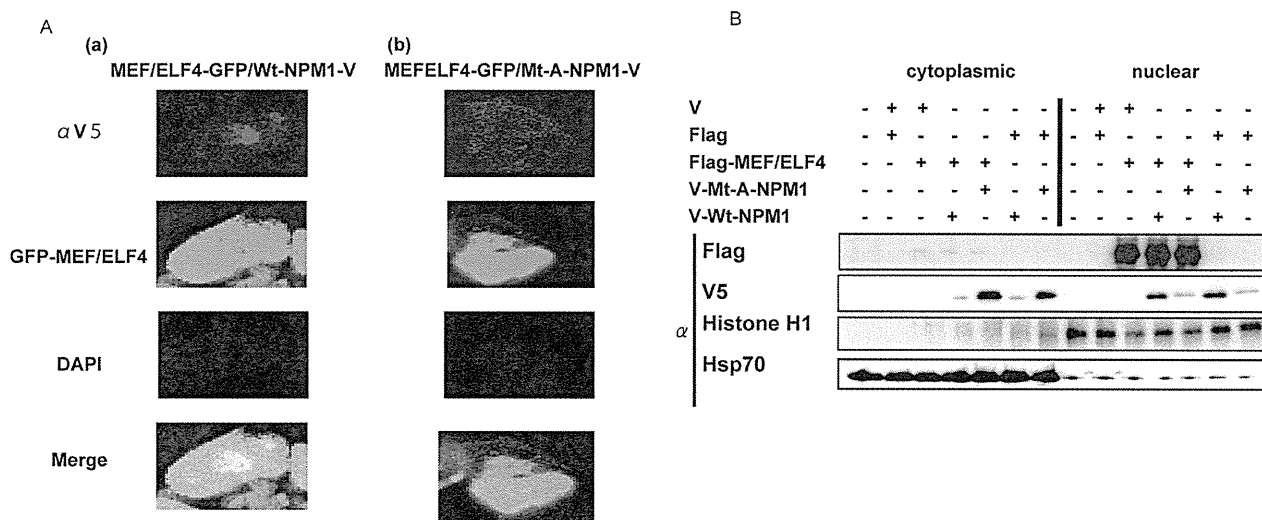 A
(a)
MEF/ELF4-GFP/Wt-NPM1-V
(b)
MEFELF4-GFP/Mt-A-NPM1-V
α V 5
GFP-MEF/ELF4
DAPI
Merge
B
cytoplasmic nuclear
V - + + - - - - - + + - - - -
Flag - + - - - + + - + - - - + +
Flag-MEF/ELF4 - - + + + - - - - + + + - -
V-Mt-A-NPM1 - - - - + - + - - - - + - +
V-Wt-NPM1 - - - + - + - - - - + - + -
α
Flag
V5
Histone H1
Hsp70